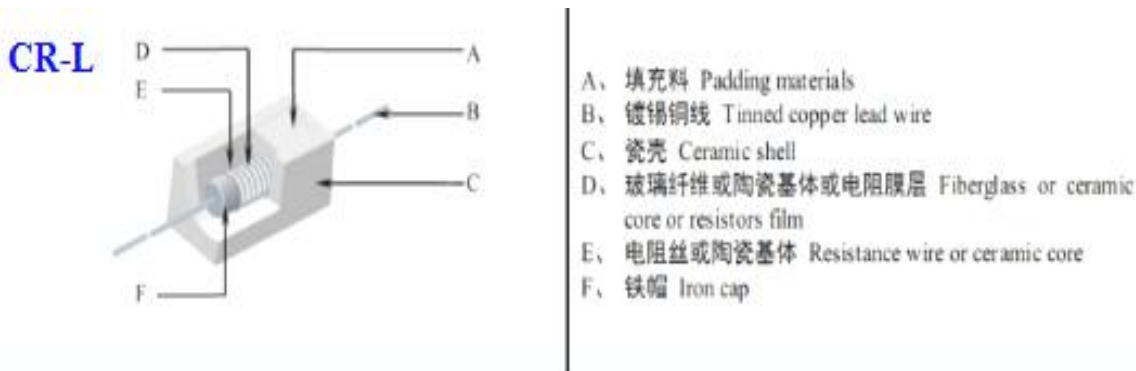 CR-L
D
A
E
B
C
F
A、 填充料 Padding materials
B、 镀锡铜线 Tinned copper lead wire
C、 瓷壳 Ceramic shell
D、 玻璃纤维或陶瓷基体或电阻膜层 Fiberglass or ceramic
core or resistors film
E、 电阻丝或陶瓷基体 Resistance wire or ceramic core
F、 铁帽 Iron cap